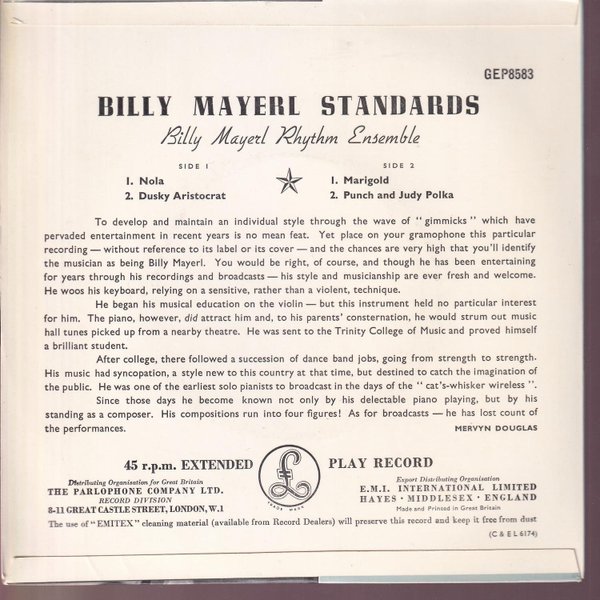 GEP8583
BILLY MAYERL STANDARDS
Billy Mayerl Rhythm Ensemble
SIDE 1
1. Nola
2. Dusky Aristocrat
SIDE 2
1. Marigold
2. Punch and Judy Polka
To develop and maintain an individual style through the wave of " gimmicks " which have
pervaded entertainment in recent years is no mean feat. Yet place on your gramophone this particular
recording — without reference to its label or its cover — and the chances are very high that you'll identify
the musician as being Billy Mayerl. You would be right, of course, and though he has been entertaining
for years through his recordings and broadcasts — his style and musicianship are ever fresh and welcome.
He woos his keyboard, relying on a sensitive, rather than a violent, technique.
He began his musical education on the violin — but this instrument held no particular interest
for him. The piano, however, did attract him and, to his parents' consternation, he would strum out music
hall tunes picked up from a nearby theatre. He was sent to the Trinity College of Music and proved himself
a brilliant student.
After college, there followed a succession of dance band jobs, going from strength to strength.
His music had syncopation, a style new to this country at that time, but destined to catch the imagination of
the public. He was one of the earliest solo pianists to broadcast in the days of the " cat's-whisker wireless ".
Since those days he become known not only by his delectable piano playing, but by his
standing as a composer. His compositions run into four figures! As for broadcasts — he has lost count of
the performances.
MERVYN DOUGLAS
45 r.p.m. EXTENDED PLAY RECORD
Distributing Organisation for Great Britain
THE PARLOPHONE COMPANY LTD.
RECORD DIVISION
8-11 GREAT CASTLE STREET, LONDON, W.1
£
TRADE MARK
Export Distributing Organisation
E.M.I. INTERNATIONAL LIMITED
HAYES · MIDDLESEX · ENGLAND
Made and Printed in Great Britain
The use of "EMITEX" cleaning material (available from Record Dealers) will preserve this record and keep it free from dust
(C & E L 6174)